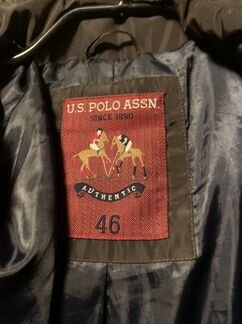 U.S. POLO ASSN.
SINCE 1890
AUTHENTIC
46